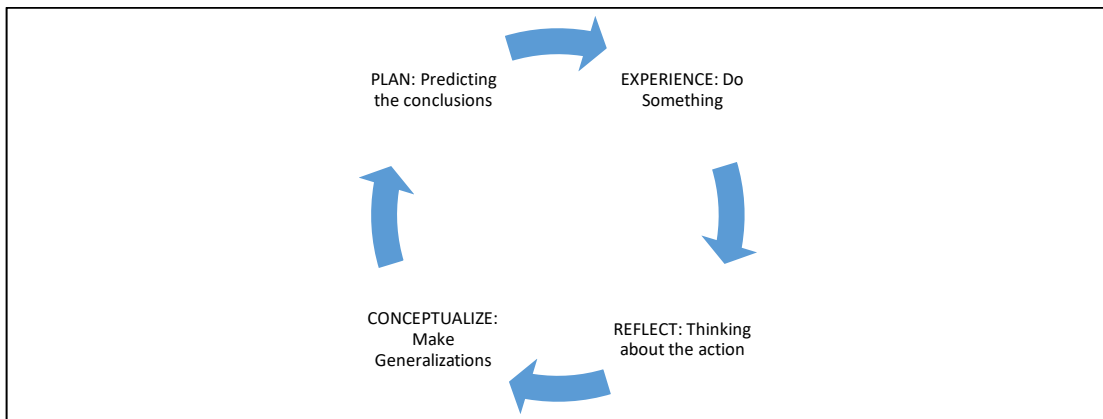 PLAN: Predicting
the conclusions
EXPERIENCE: Do
Something
REFLECT: Thinking
about the action
CONCEPTUALIZE:
Make
Generalizations